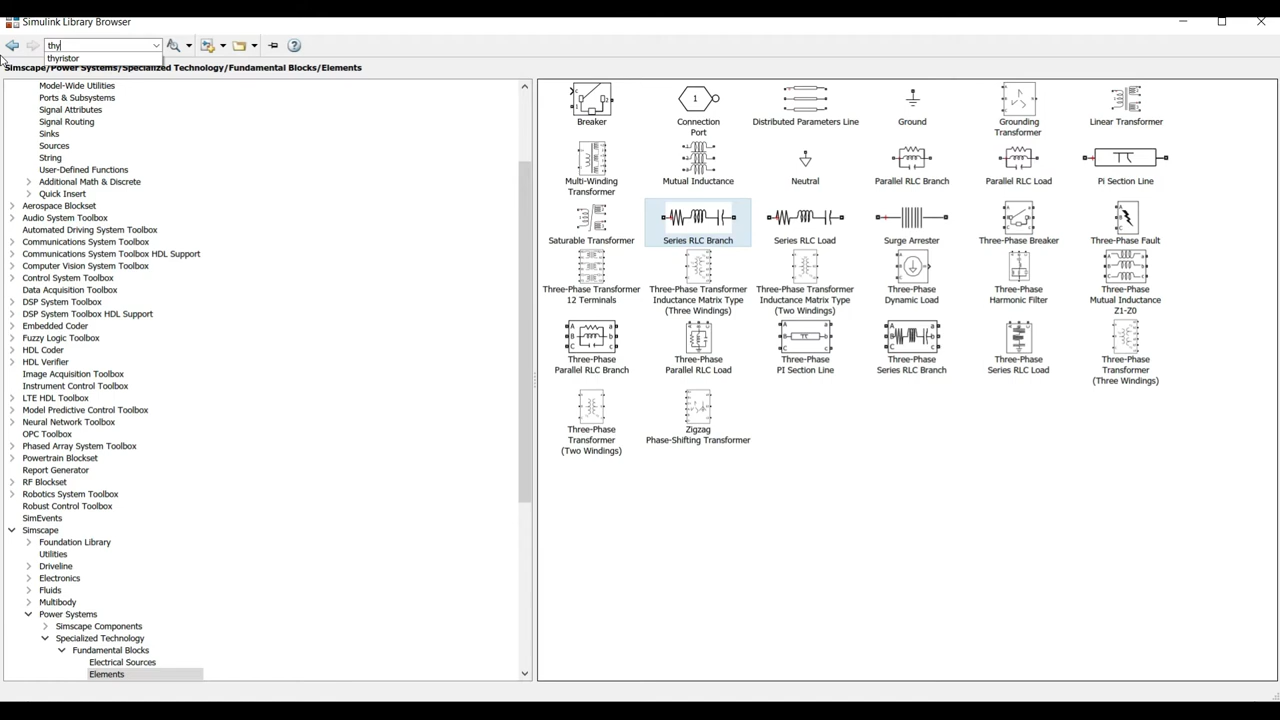 Simulink Library Browser
thy
thyristor
Simscape/Power Systems/Specialized Technology/Fundamental Blocks/Elements
Model-Wide Utilities
Ports & Subsystems
Signal Attributes
Signal Routing
Sinks
Sources
String
User-Defined Functions
Additional Math & Discrete
Quick Insert
Aerospace Blockset
Audio System Toolbox
Automated Driving System Toolbox
Communications System Toolbox
Communications System Toolbox HDL Support
Computer Vision System Toolbox
Control System Toolbox
Data Acquisition Toolbox
DSP System Toolbox
DSP System Toolbox HDL Support
Embedded Coder
Fuzzy Logic Toolbox
HDL Coder
HDL Verifier
Image Acquisition Toolbox
Instrument Control Toolbox
LTE HDL Toolbox
Model Predictive Control Toolbox
Neural Network Toolbox
OPC Toolbox
Phased Array System Toolbox
Powertrain Blockset
Report Generator
RF Blockset
Robotics System Toolbox
Robust Control Toolbox
SimEvents
Simscape
Foundation Library
Utilities
Driveline
Electronics
Fluids
Multibody
Power Systems
Simscape Components
Specialized Technology
Fundamental Blocks
Electrical Sources
Elements
Breaker
1
Connection
Port
Distributed Parameters Line
Ground
Grounding
Transformer
Linear Transformer
Multi-Winding
Transformer
Mutual Inductance
Neutral
Parallel RLC Branch
Parallel RLC Load
Pi Section Line
Saturable Transformer
Series RLC Branch
Series RLC Load
Surge Arrester
Three-Phase Breaker
Three-Phase Fault
Three-Phase Transformer
12 Terminals
Three-Phase Transformer
Inductance Matrix Type
(Three Windings)
Three-Phase Transformer
Inductance Matrix Type
(Two Windings)
Three-Phase
Dynamic Load
Three-Phase
Harmonic Filter
Three-Phase
Mutual Inductance
Z1-Z0
Three-Phase
Parallel RLC Branch
Three-Phase
Parallel RLC Load
Three-Phase
PI Section Line
Three-Phase
Series RLC Branch
Three-Phase
Series RLC Load
Three-Phase
Transformer
(Three Windings)
Three-Phase
Transformer
(Two Windings)
Zigzag
Phase-Shifting Transformer